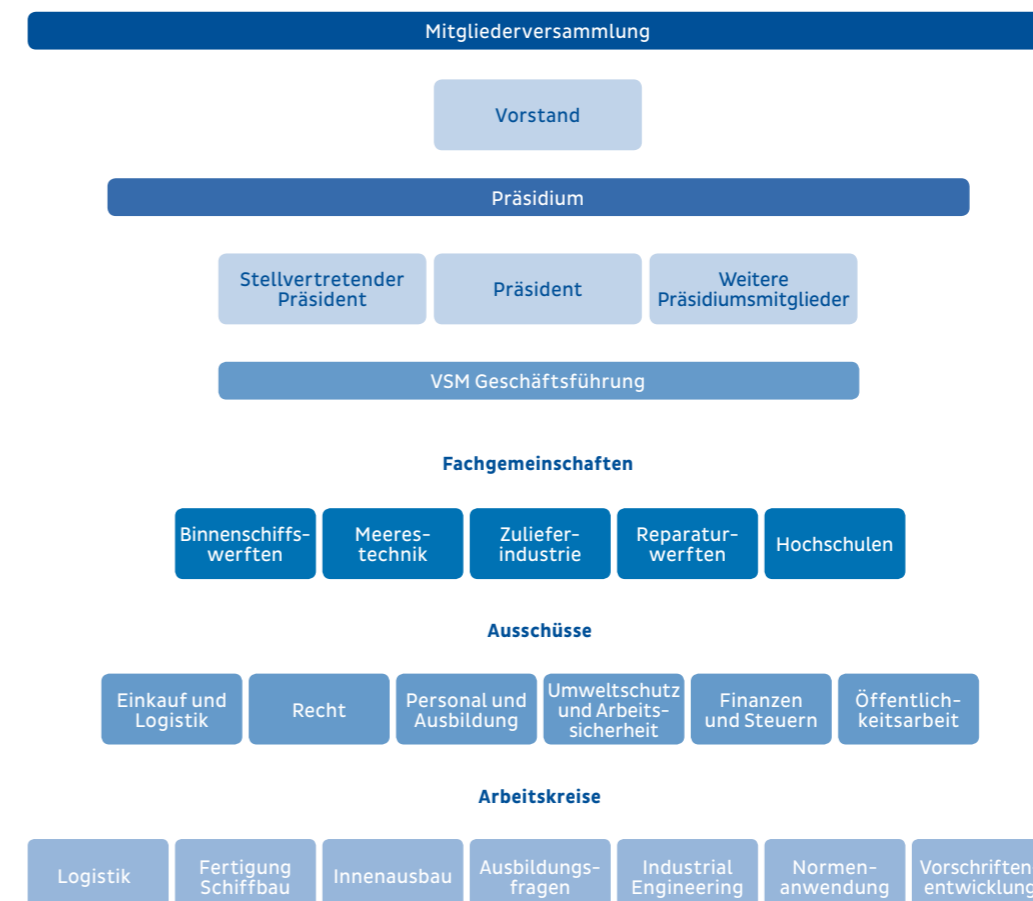 Mitgliederversammlung
Vorstand
Präsidium
Stellvertretender
Präsident
Präsident
Weitere
Präsidiumsmitglieder
VSM Geschäftsführung
Fachgemeinschaften
Binnenschiffs-
werften
Meeres-
technik
Zuliefer-
industrie
Reparatur-
werften
Hochschulen
Ausschüsse
Einkauf und
Logistik
Recht
Personal und
Ausbildung
Umweltschutz
und Arbeits-
sicherheit
Finanzen
und Steuern
Öffentlich-
keitsarbeit
Arbeitskreise
Logistik
Fertigung
Schiffbau
Innenausbau
Ausbildungs-
fragen
Industrial
Engineering
Normen-
anwendung
Vorschriften
entwicklung